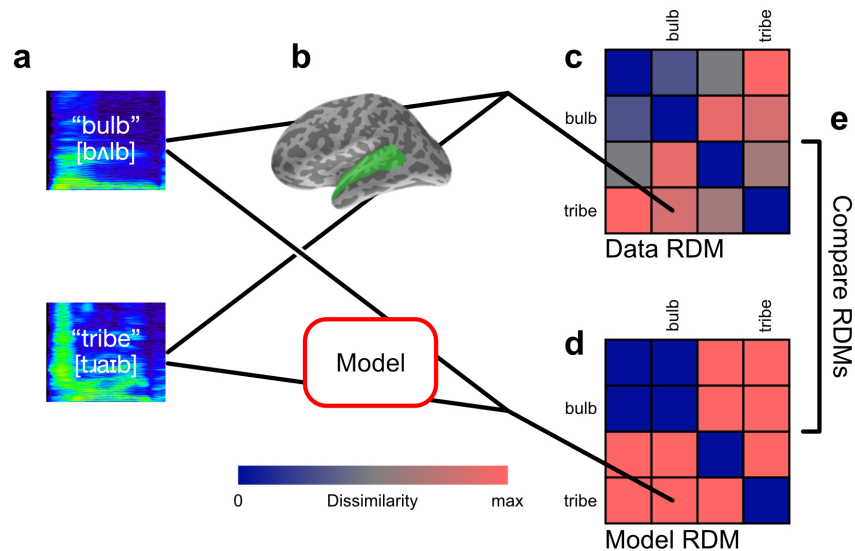 a
b
c
d
e
“bulb”
[bʌlb]
“tribe”
[tɹaɪb]
Model
0
Dissimilarity
max
bulb
tribe
bulb
tribe
Data RDM
bulb
tribe
bulb
tribe
Model RDM
Compare RDMs